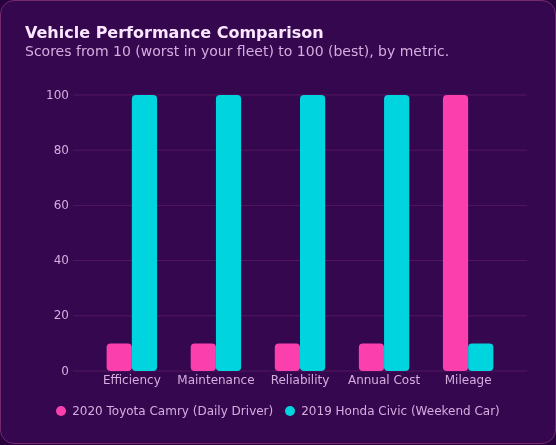 Vehicle Performance Comparison
Scores from 10 (worst in your fleet) to 100 (best), by metric.
100
80
60
40
20
0
Efficiency Maintenance Reliability Annual Cost Mileage
2020 Toyota Camry (Daily Driver) 2019 Honda Civic (Weekend Car)